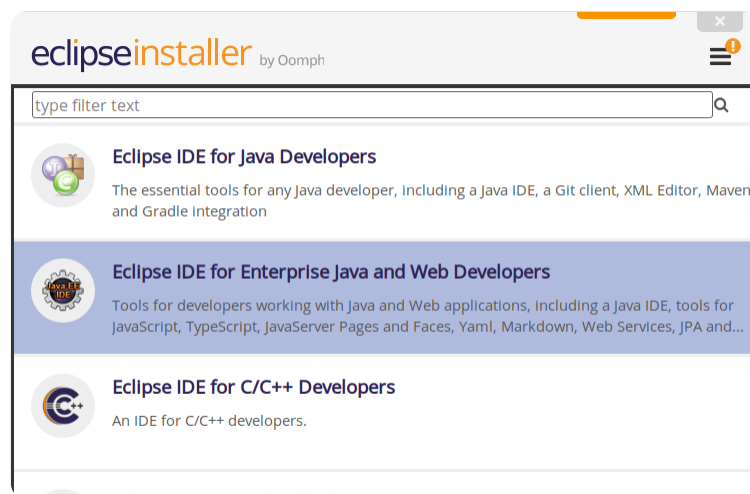 eclipseinstaller by Oomph
type filter text
Eclipse IDE for Java Developers
The essential tools for any Java developer, including a Java IDE, a Git client, XML Editor, Maven
and Gradle integration
Eclipse IDE for Enterprise Java and Web Developers
Java EE
IDE
Tools for developers working with Java and Web applications, including a Java IDE, tools for
JavaScript, TypeScript, JavaServer Pages and Faces, Yaml, Markdown, Web Services, JPA and...
Eclipse IDE for C/C++ Developers
C++
An IDE for C/C++ developers.